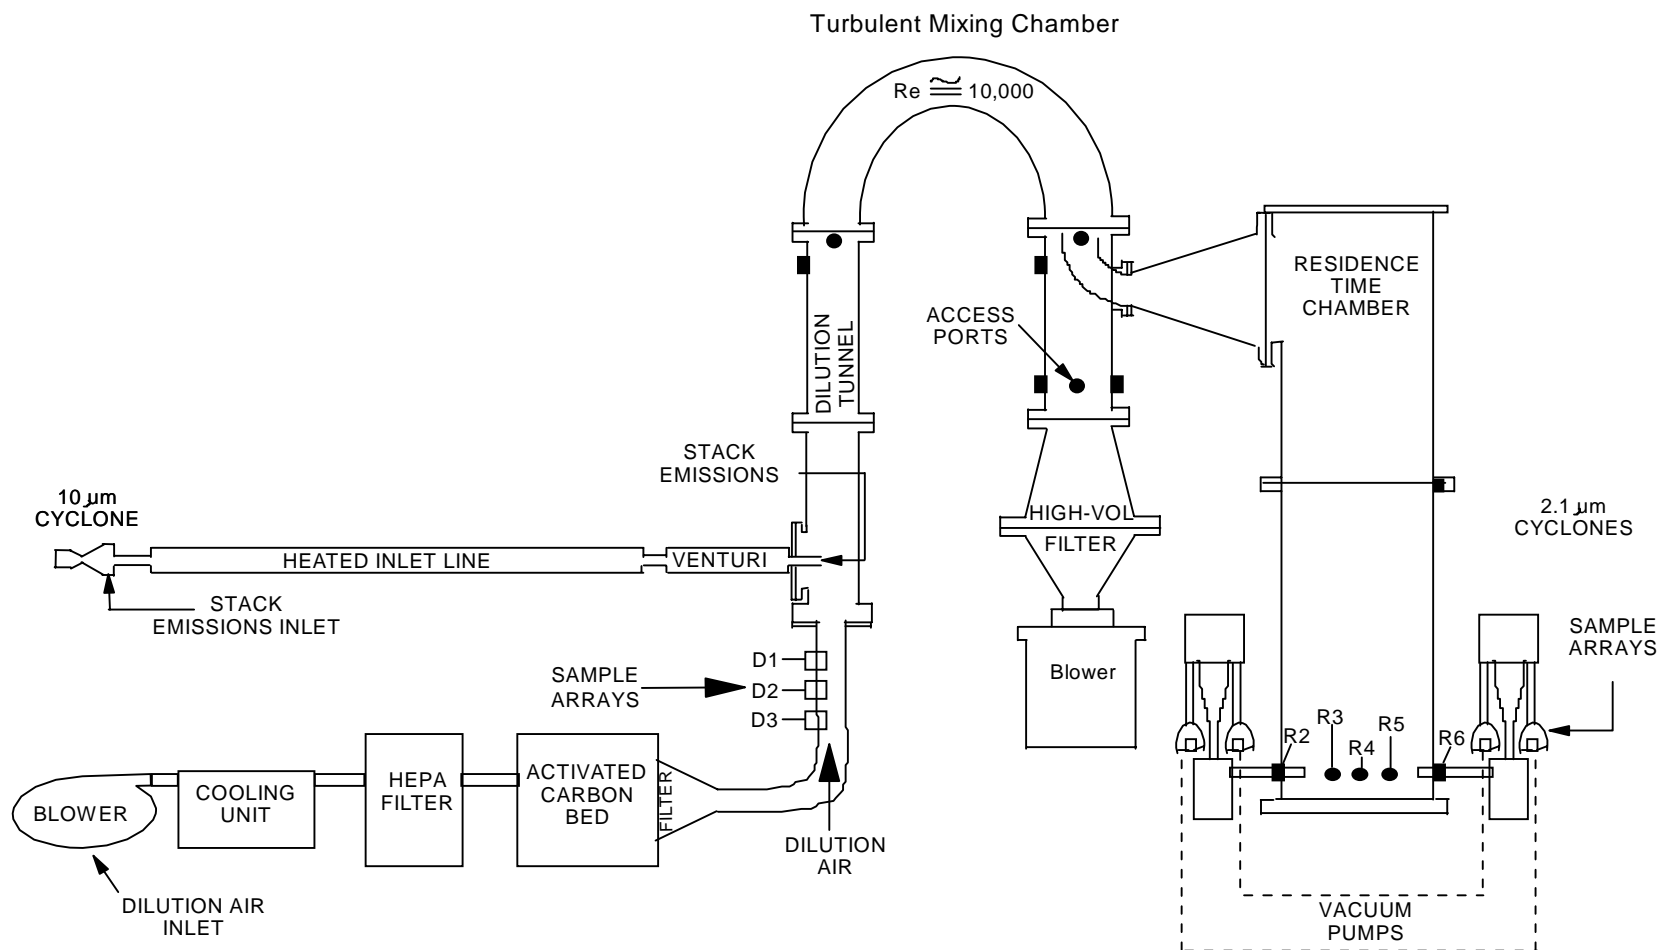 Turbulent Mixing Chamber
Re ≅ 10,000
RESIDENCE
TIME
CHAMBER
ACCESS
PORTS
DILUTION
TUNNEL
STACK
EMISSIONS
10 µm
CYCLONE
HEATED INLET LINE
VENTURI
STACK
EMISSIONS INLET
HIGH-VOL
FILTER
Blower
2.1 µm
CYCLONES
SAMPLE
ARRAYS
D1
D2
D3
SAMPLE
ARRAYS
R2
R3
R4
R5
R6
BLOWER
COOLING
UNIT
HEPA
FILTER
ACTIVATED
CARBON
BED
FILTER
DILUTION
AIR
DILUTION AIR
INLET
VACUUM
PUMPS